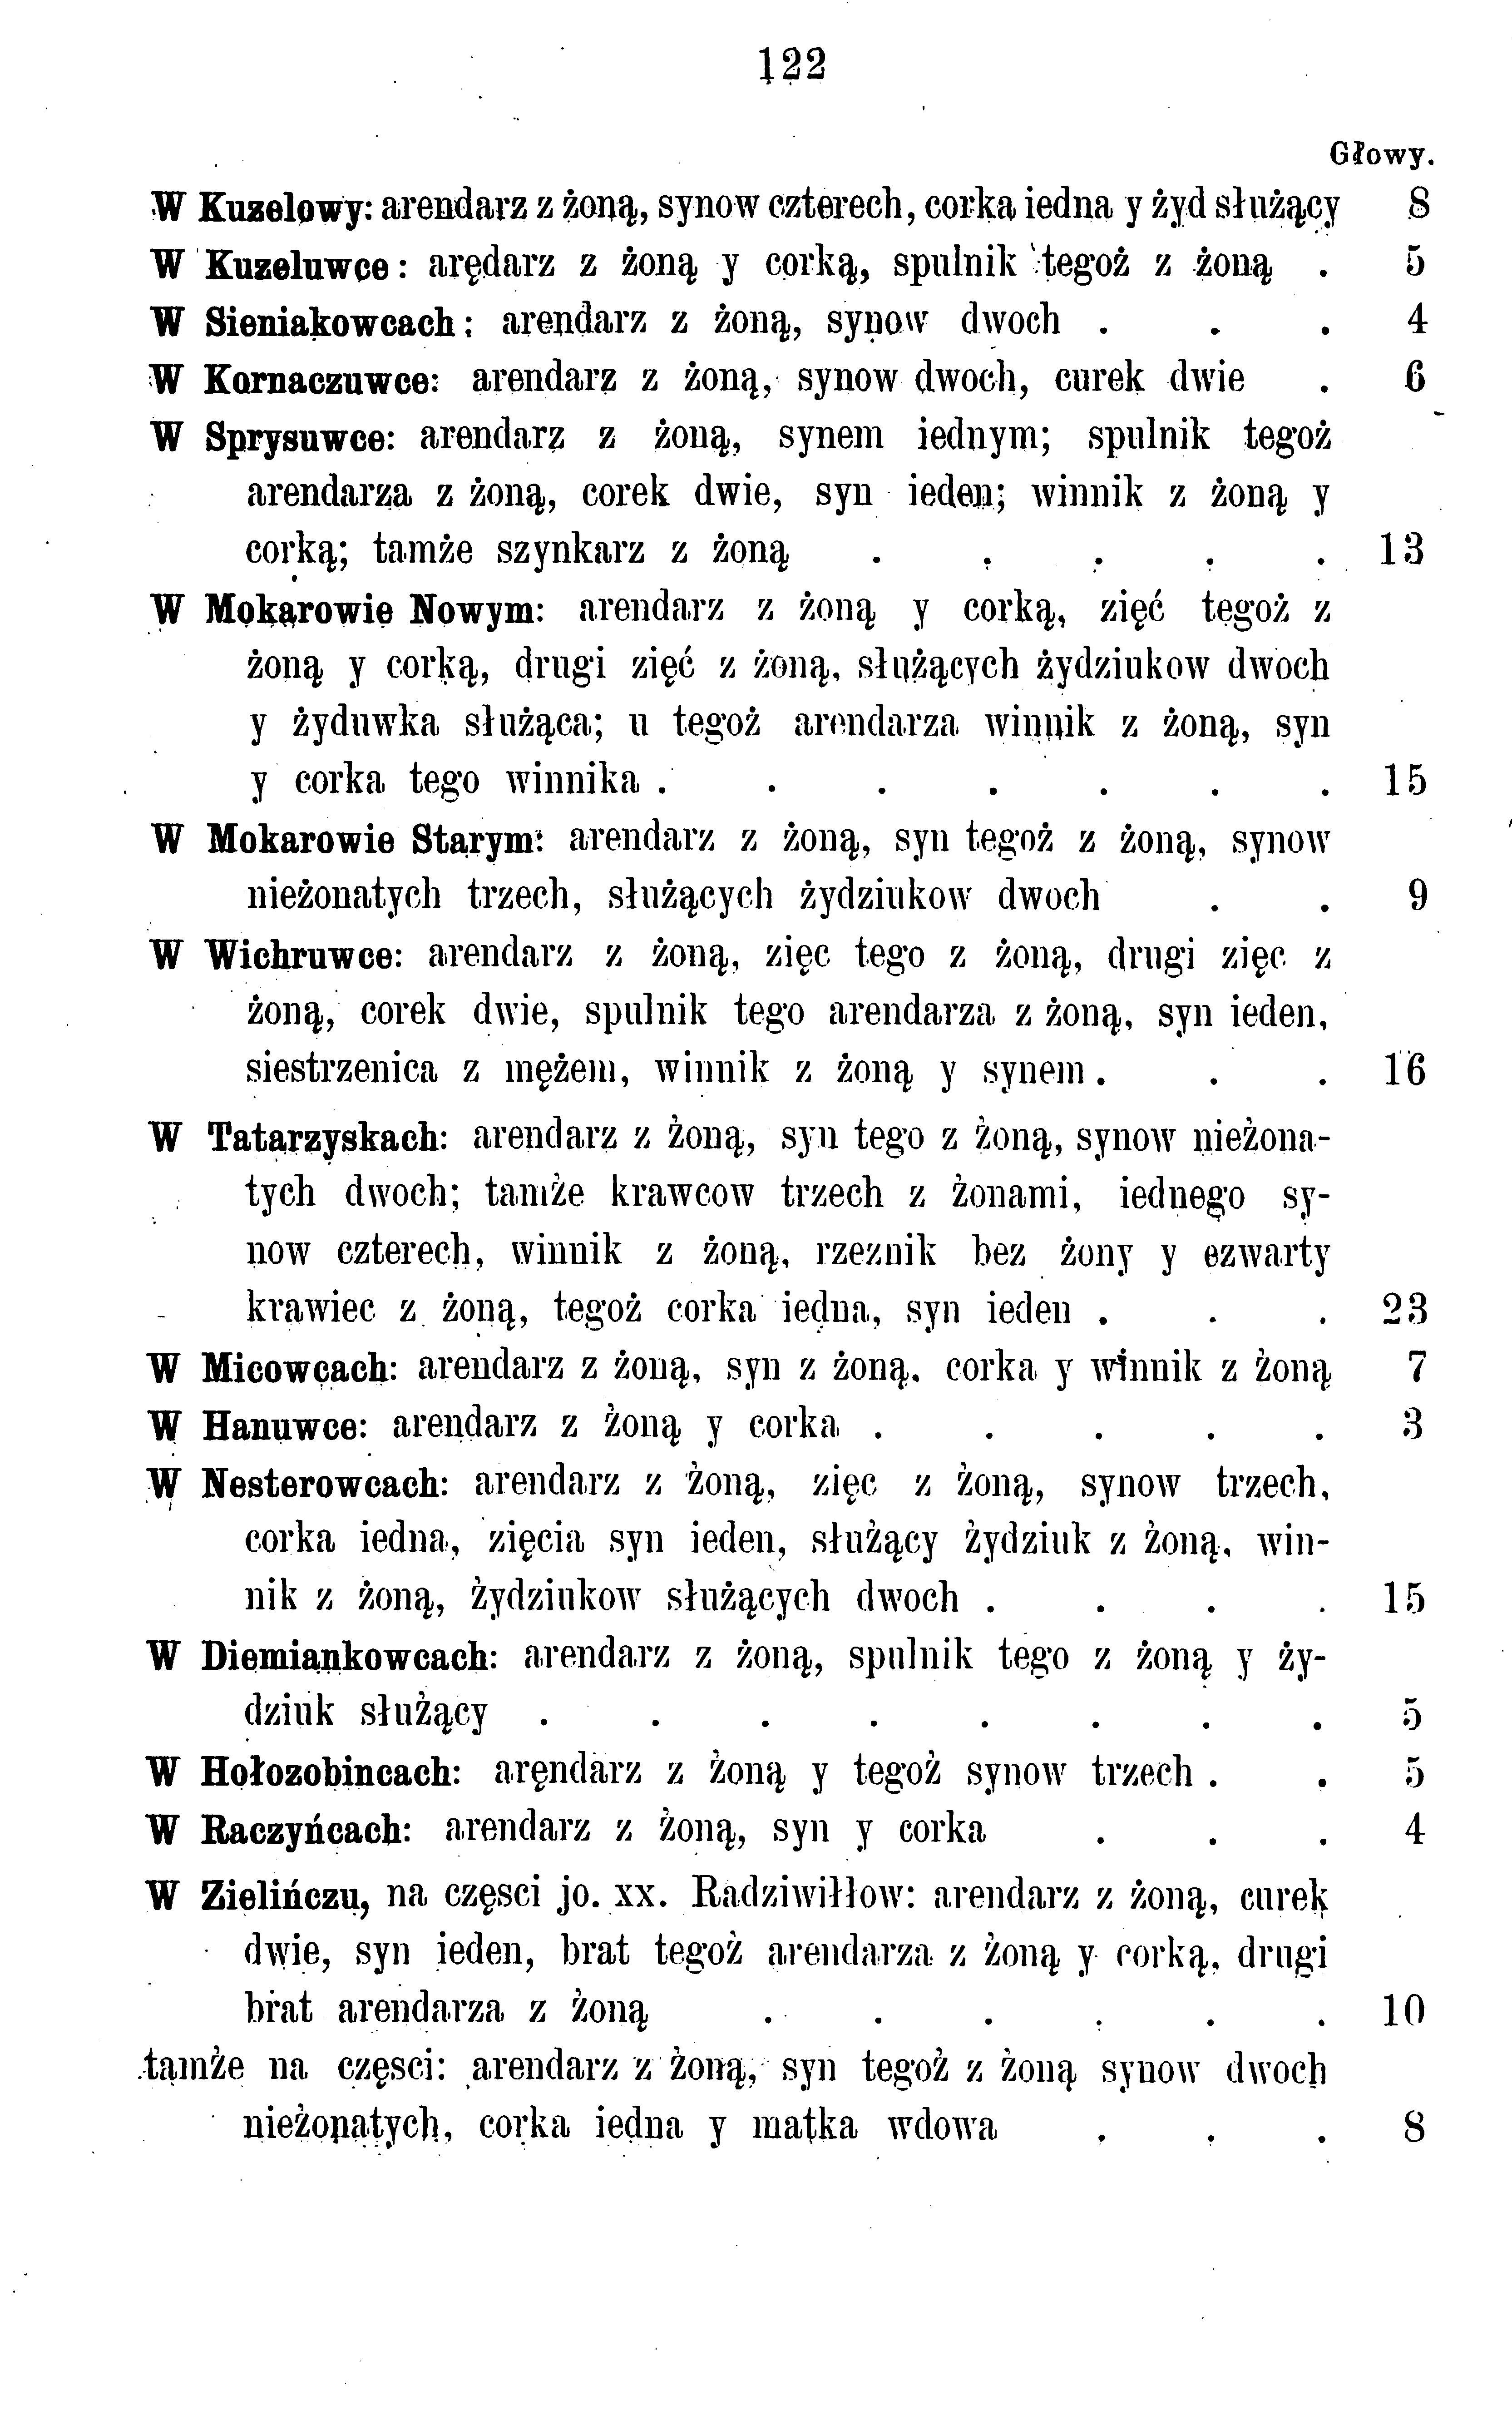 122
Głowy.
W Kuzelowy: arendarz z żoną, synow czterech, corka iedna y żyd służący 8
W Kuzeluwce: arędarz z żoną y corką, spulnik tegoż z żoną . 5
W Sieniakowcach: arendarz z żoną, synow dwoch . . . 4
W Kornaczuwce: arendarz z żoną, synow dwoch, curek dwie . 6
W Sprysuwce: arendarz z żoną, synem iednym; spulnik tegoż
arendarza z żoną, corek dwie, syn ieden; winnik z żoną y
corką; tamże szynkarz z żoną . . . . . 13
W Mokarowie Nowym: arendarz z żoną y corką, zięć tegoż z
żoną y corką, drugi zięć z żoną, służących żydziukow dwoch
y żyduwka służąca; u tegoż arendarza winnik z żoną, syn
y corka tego winnika . . . . . . . 15
W Mokarowie Starym: arendarz z żoną, syn tegoż z żoną, synow
nieżonatych trzech, służących żydziukow dwoch . . 9
W Wichruwce: arendarz z żoną, zięc tego z żoną, drugi zięc z
żoną, corek dwie, spulnik tego arendarza z żoną, syn ieden,
siestrzenica z mężem, winnik z żoną y synem . . . 16
W Tatarzyskach: arendarz z żoną, syn tego z żoną, synow nieżona-
tych dwoch; tamże krawcow trzech z żonami, iednego sy-
now czterech, winnik z żoną, rzeznik bez żony y czwarty
krawiec z żoną, tegoż corka iedna, syn ieden . . . 23
W Micowcach: arendarz z żoną, syn z żoną, corka y winnik z żoną 7
W Hanuwce: arendarz z żoną y corka . . . . . 3
W Nesterowcach: arendarz z żoną, zięc z żoną, synow trzech,
corka iedna, zięcia syn ieden, służący żydziuk z żoną, win-
nik z żoną, żydziukow służących dwoch . . . . 15
W Diemiankowcach: arendarz z żoną, spulnik tego z żoną y ży-
dziuk służący . . . . . . . . 5
W Hołozobincach: aręndarz z żoną y tegoż synow trzech . . 5
W Raczyńcach: arendarz z żoną, syn y corka . . . 4
W Zielińczu, na częsci jo. xx. Radziwiłłow: arendarz z żoną, curek
dwie, syn ieden, brat tegoż arendarza z żoną y corką, drugi
brat arendarza z żoną . . . . . . 10
tamże na częsci: arendarz z żoną, syn tegoż z żoną synow dwoch
nieżonatych, corka iedna y matka wdowa . . . 8